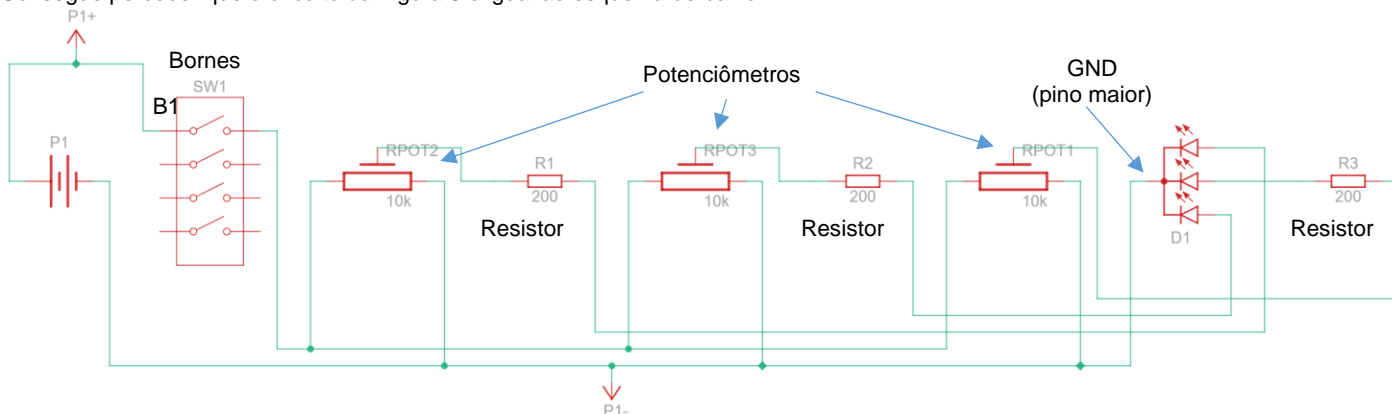 P1+
Bornes
SW1
B1
P1
Potenciômetros
GND
(pino maior)
RPOT2
10k
R1
200
Resistor
RPOT3
10k
R2
200
Resistor
RPOT1
10k
D1
R3
200
Resistor
P1-